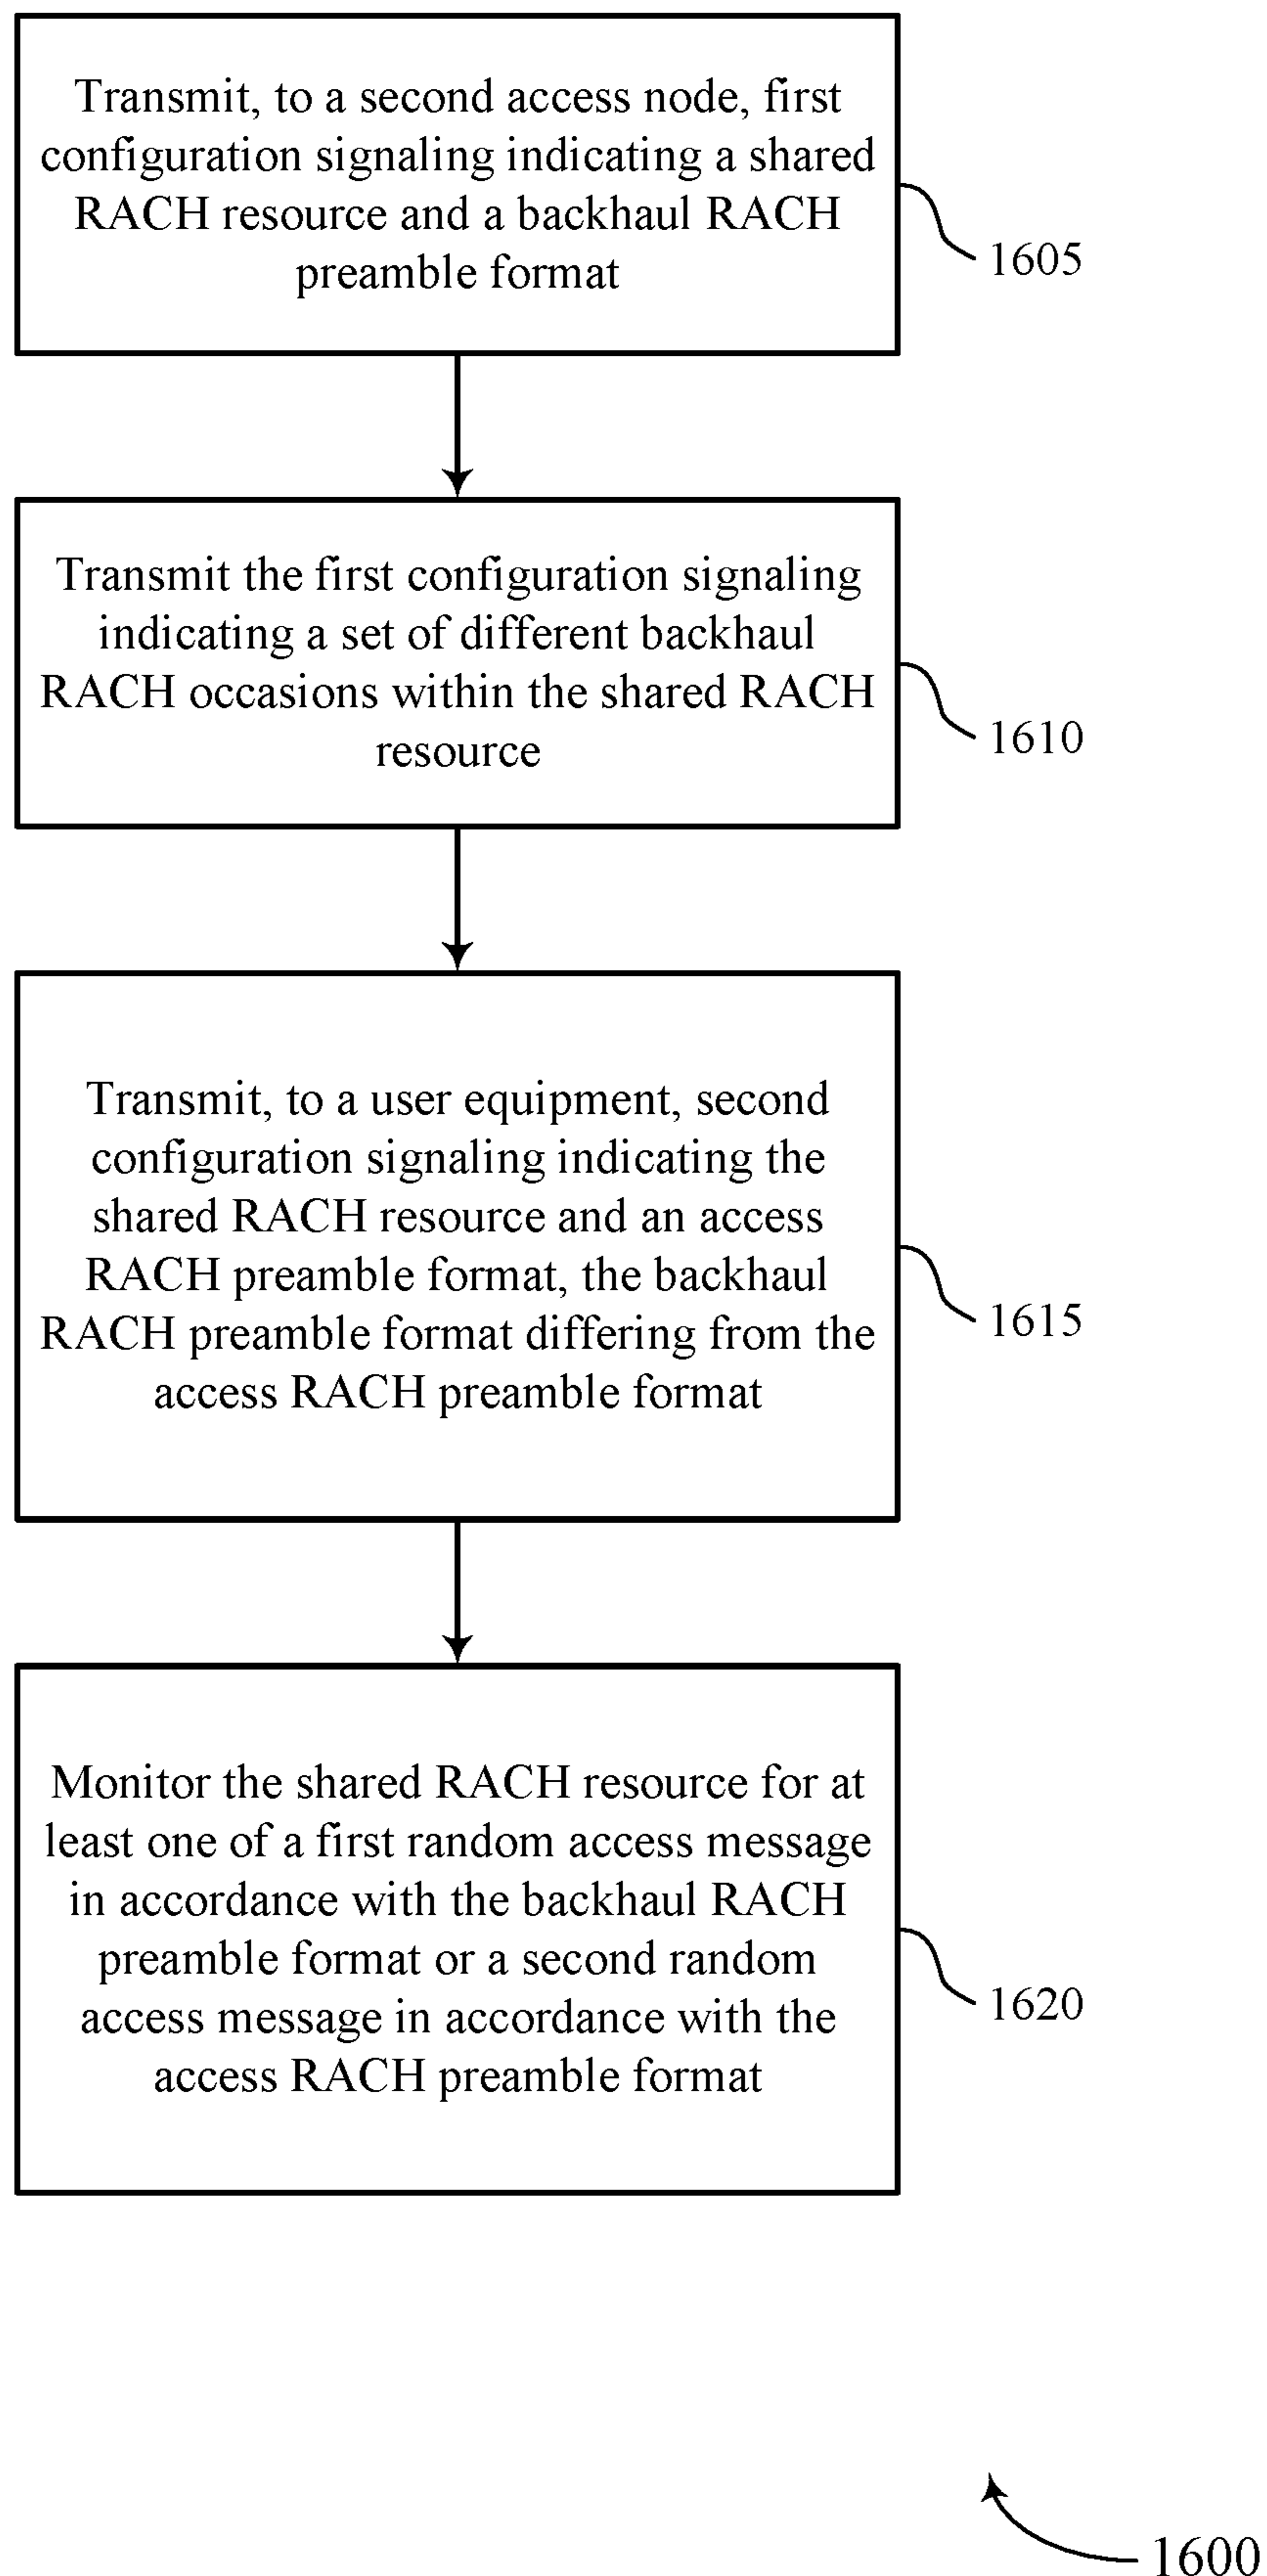 Transmit, to a second access node, first
configuration signaling indicating a shared
RACH resource and a backhaul RACH
preamble format
1605
Transmit the first configuration signaling
indicating a set of different backhaul
RACH occasions within the shared RACH
resource
1610
Transmit, to a user equipment, second
configuration signaling indicating the
shared RACH resource and an access
RACH preamble format, the backhaul
RACH preamble format differing from the
access RACH preamble format
1615
Monitor the shared RACH resource for at
least one of a first random access message
in accordance with the backhaul RACH
preamble format or a second random
access message in accordance with the
access RACH preamble format
1620
1600